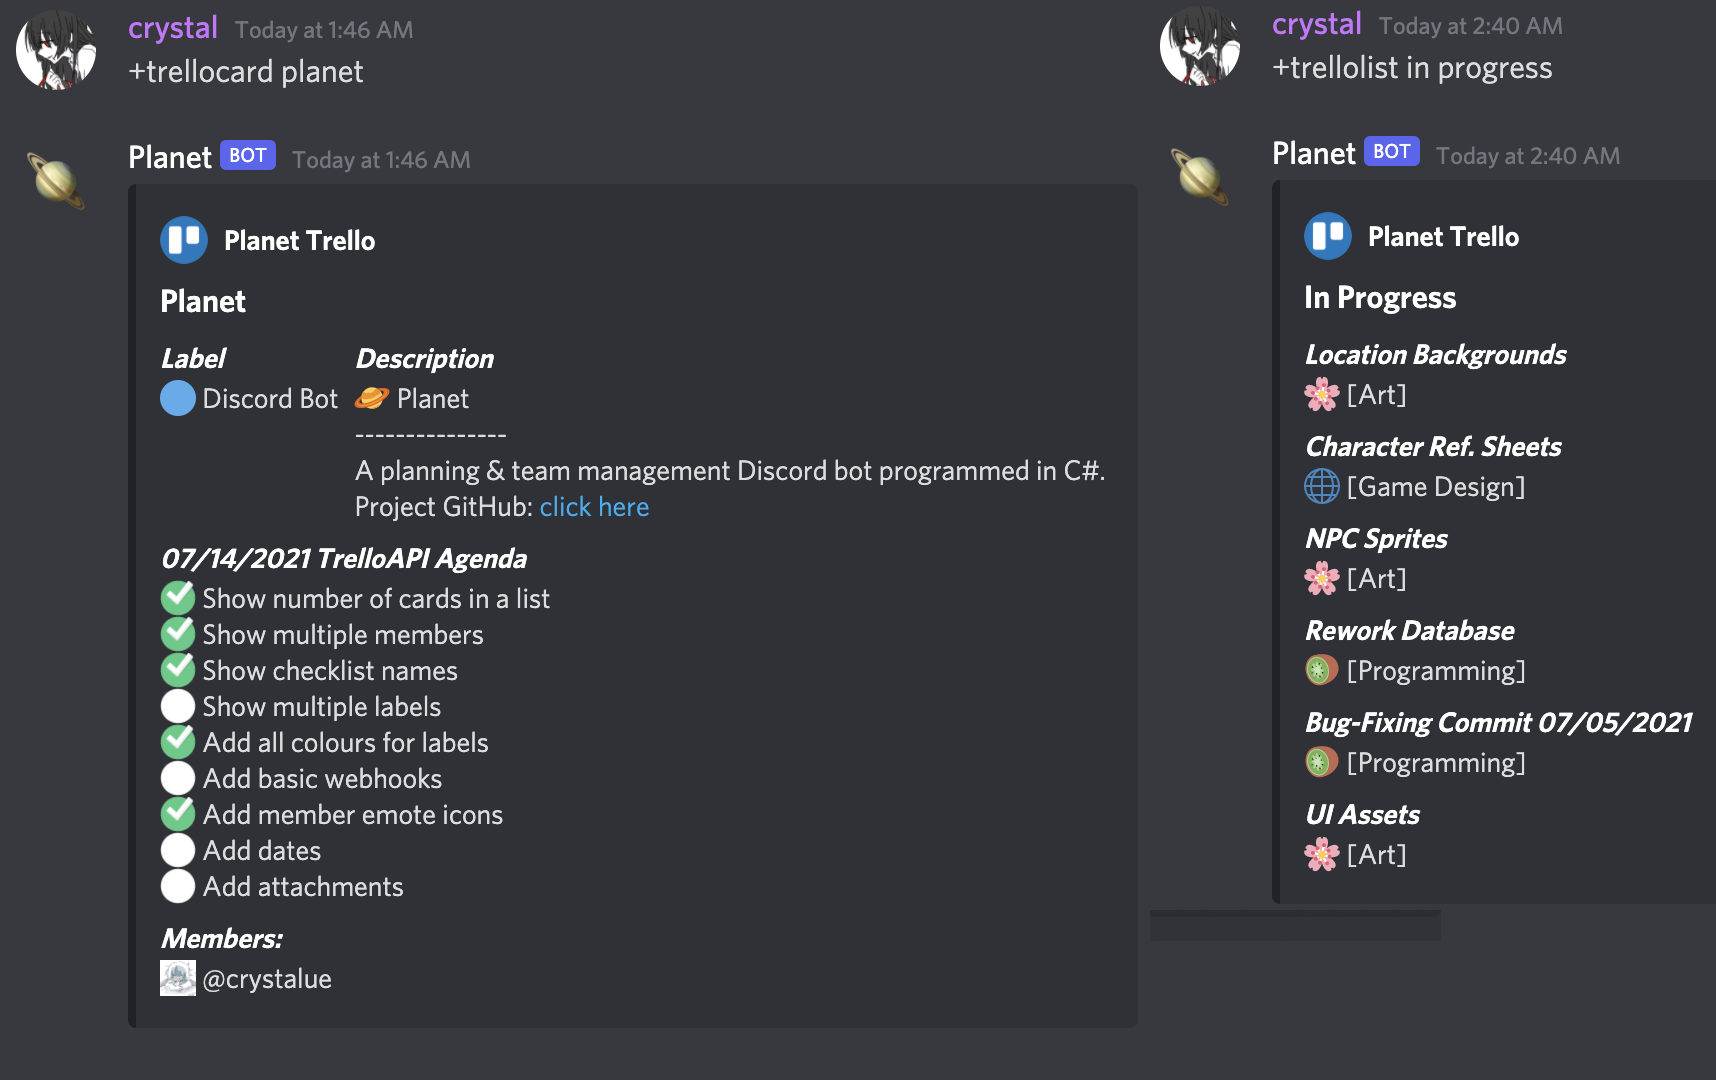 crystal Today at 1:46 AM
+trellocard planet
Planet BOT Today at 1:46 AM
Planet Trello
Planet
Label Description
Discord Bot Planet
---------------
A planning & team management Discord bot programmed in C#.
Project GitHub: click here
07/14/2021 TrelloAPI Agenda
Show number of cards in a list
Show multiple members
Show checklist names
Show multiple labels
Add all colours for labels
Add basic webhooks
Add member emote icons
Add dates
Add attachments
Members:
@crystalue
crystal Today at 2:40 AM
+trellolist in progress
Planet BOT Today at 2:40 AM
Planet Trello
In Progress
Location Backgrounds
[Art]
Character Ref. Sheets
[Game Design]
NPC Sprites
[Art]
Rework Database
[Programming]
Bug-Fixing Commit 07/05/2021
[Programming]
UI Assets
[Art]